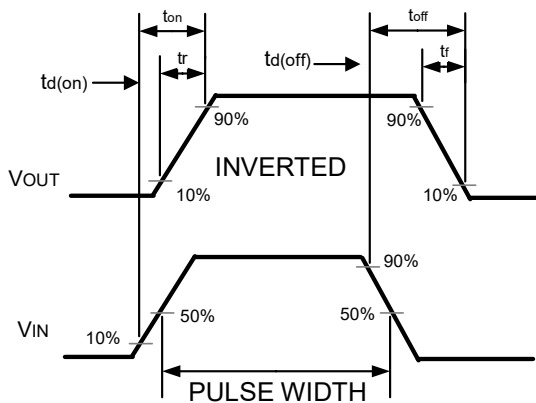 ton
toff
tr
td(off)
tf
td(on)
90%
90%
VOUT
10%
INVERTED
10%
90%
50%
50%
VIN
10%
PULSE WIDTH